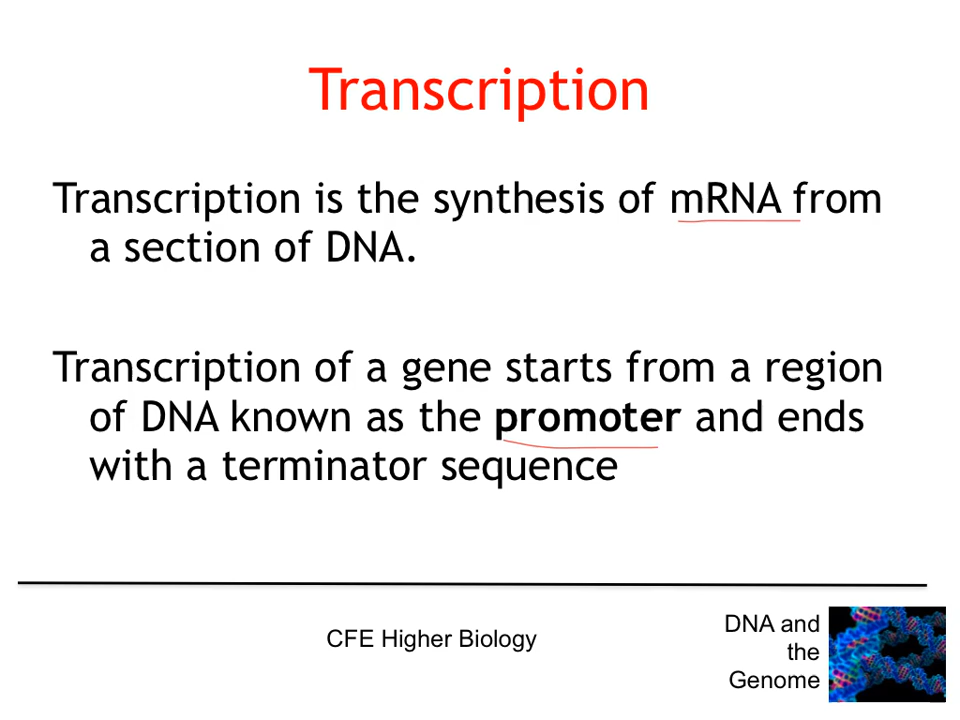 Transcription
Transcription is the synthesis of mRNA from
a section of DNA.
Transcription of a gene starts from a region
of DNA known as the promoter and ends
with a terminator sequence
CFE Higher Biology
DNA and
the
Genome